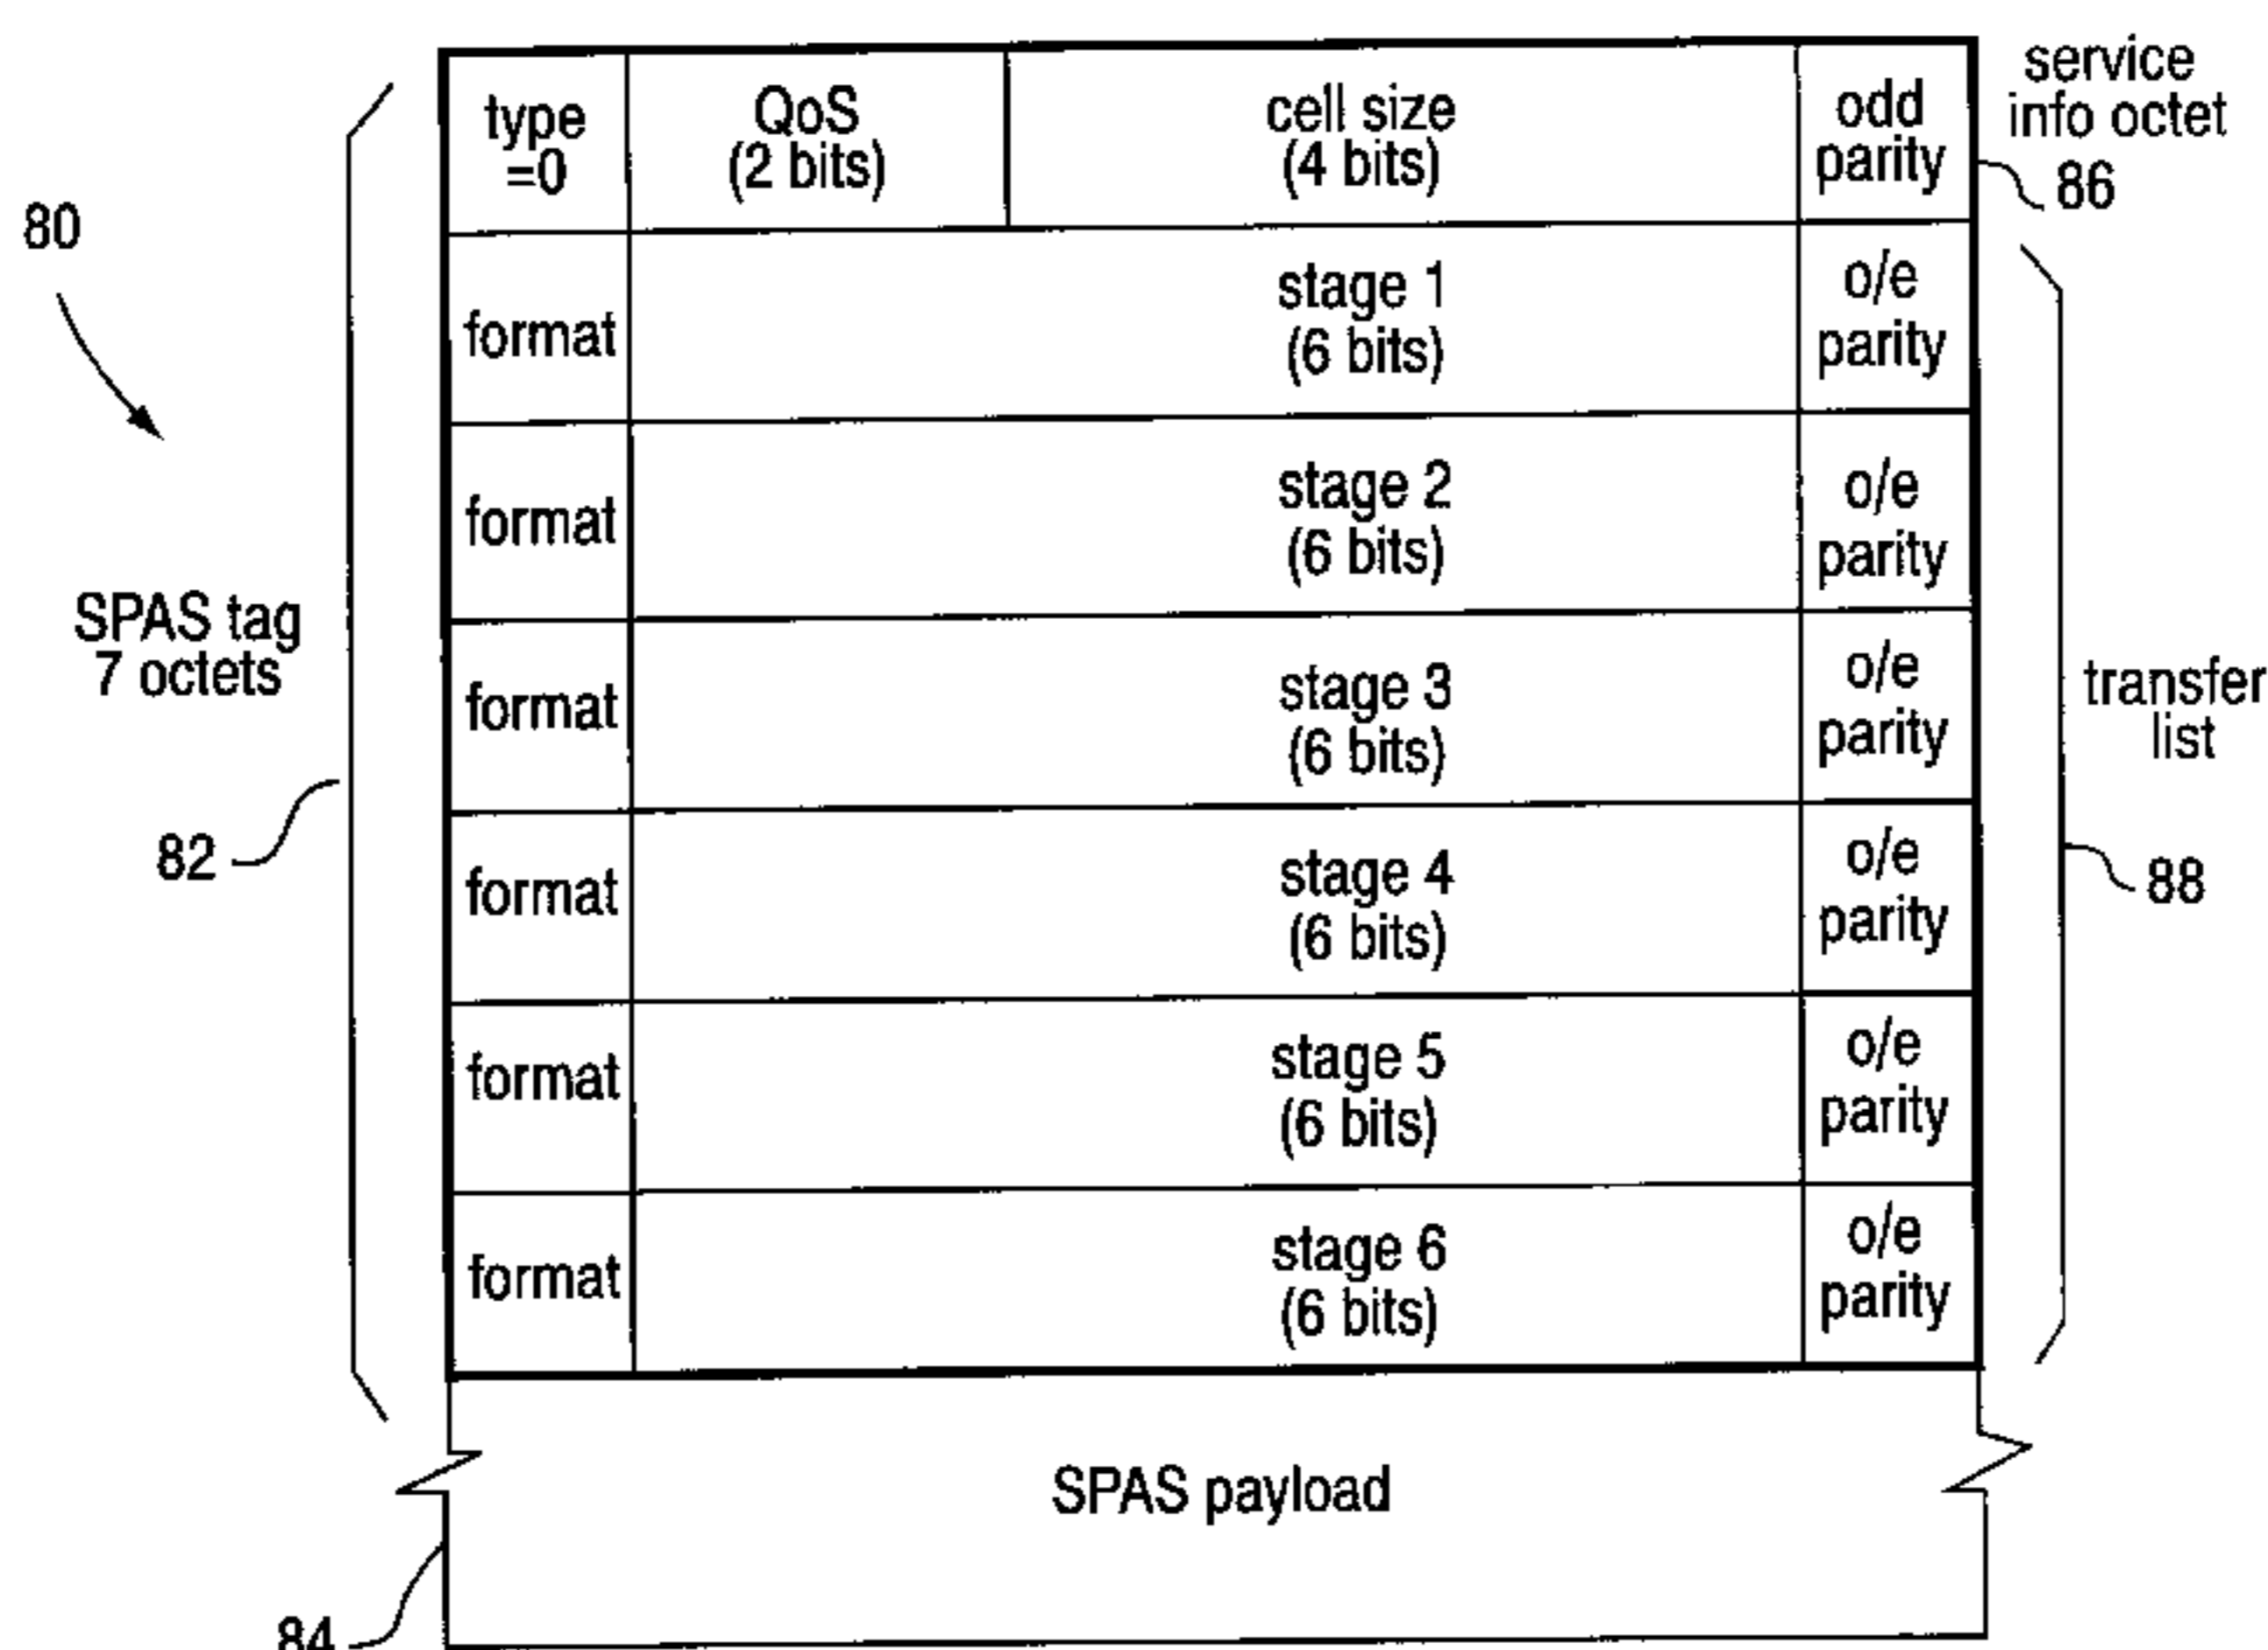 type
=0
QoS
(2 bits)
cell size
(4 bits)
odd
parity
service
info octet
86
80
format
stage 1
(6 bits)
o/e
parity
format
stage 2
(6 bits)
o/e
parity
SPAS tag
7 octets
format
stage 3
(6 bits)
o/e
parity
transfer
list
82
format
stage 4
(6 bits)
o/e
parity
88
format
stage 5
(6 bits)
o/e
parity
format
stage 6
(6 bits)
o/e
parity
SPAS payload
84